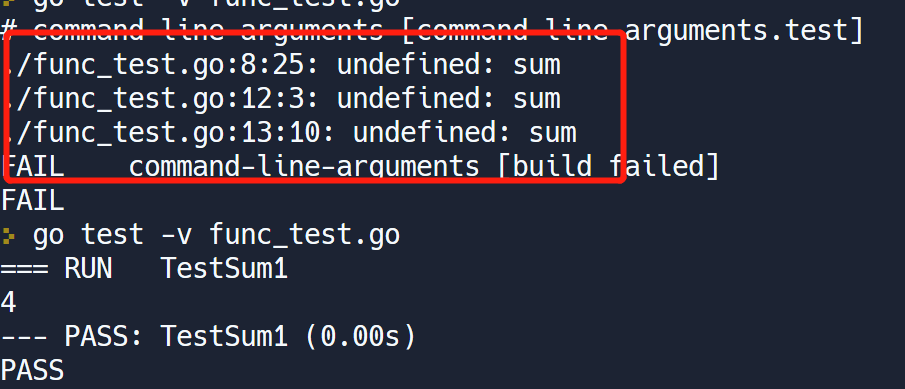 go test -v func_test.go
# command-line-arguments [command-line-arguments.test]
./func_test.go:8:25: undefined: sum
./func_test.go:12:3: undefined: sum
./func_test.go:13:10: undefined: sum
FAIL    command-line-arguments [build failed]
FAIL
go test -v func_test.go
=== RUN   TestSum1
4
--- PASS: TestSum1 (0.00s)
PASS